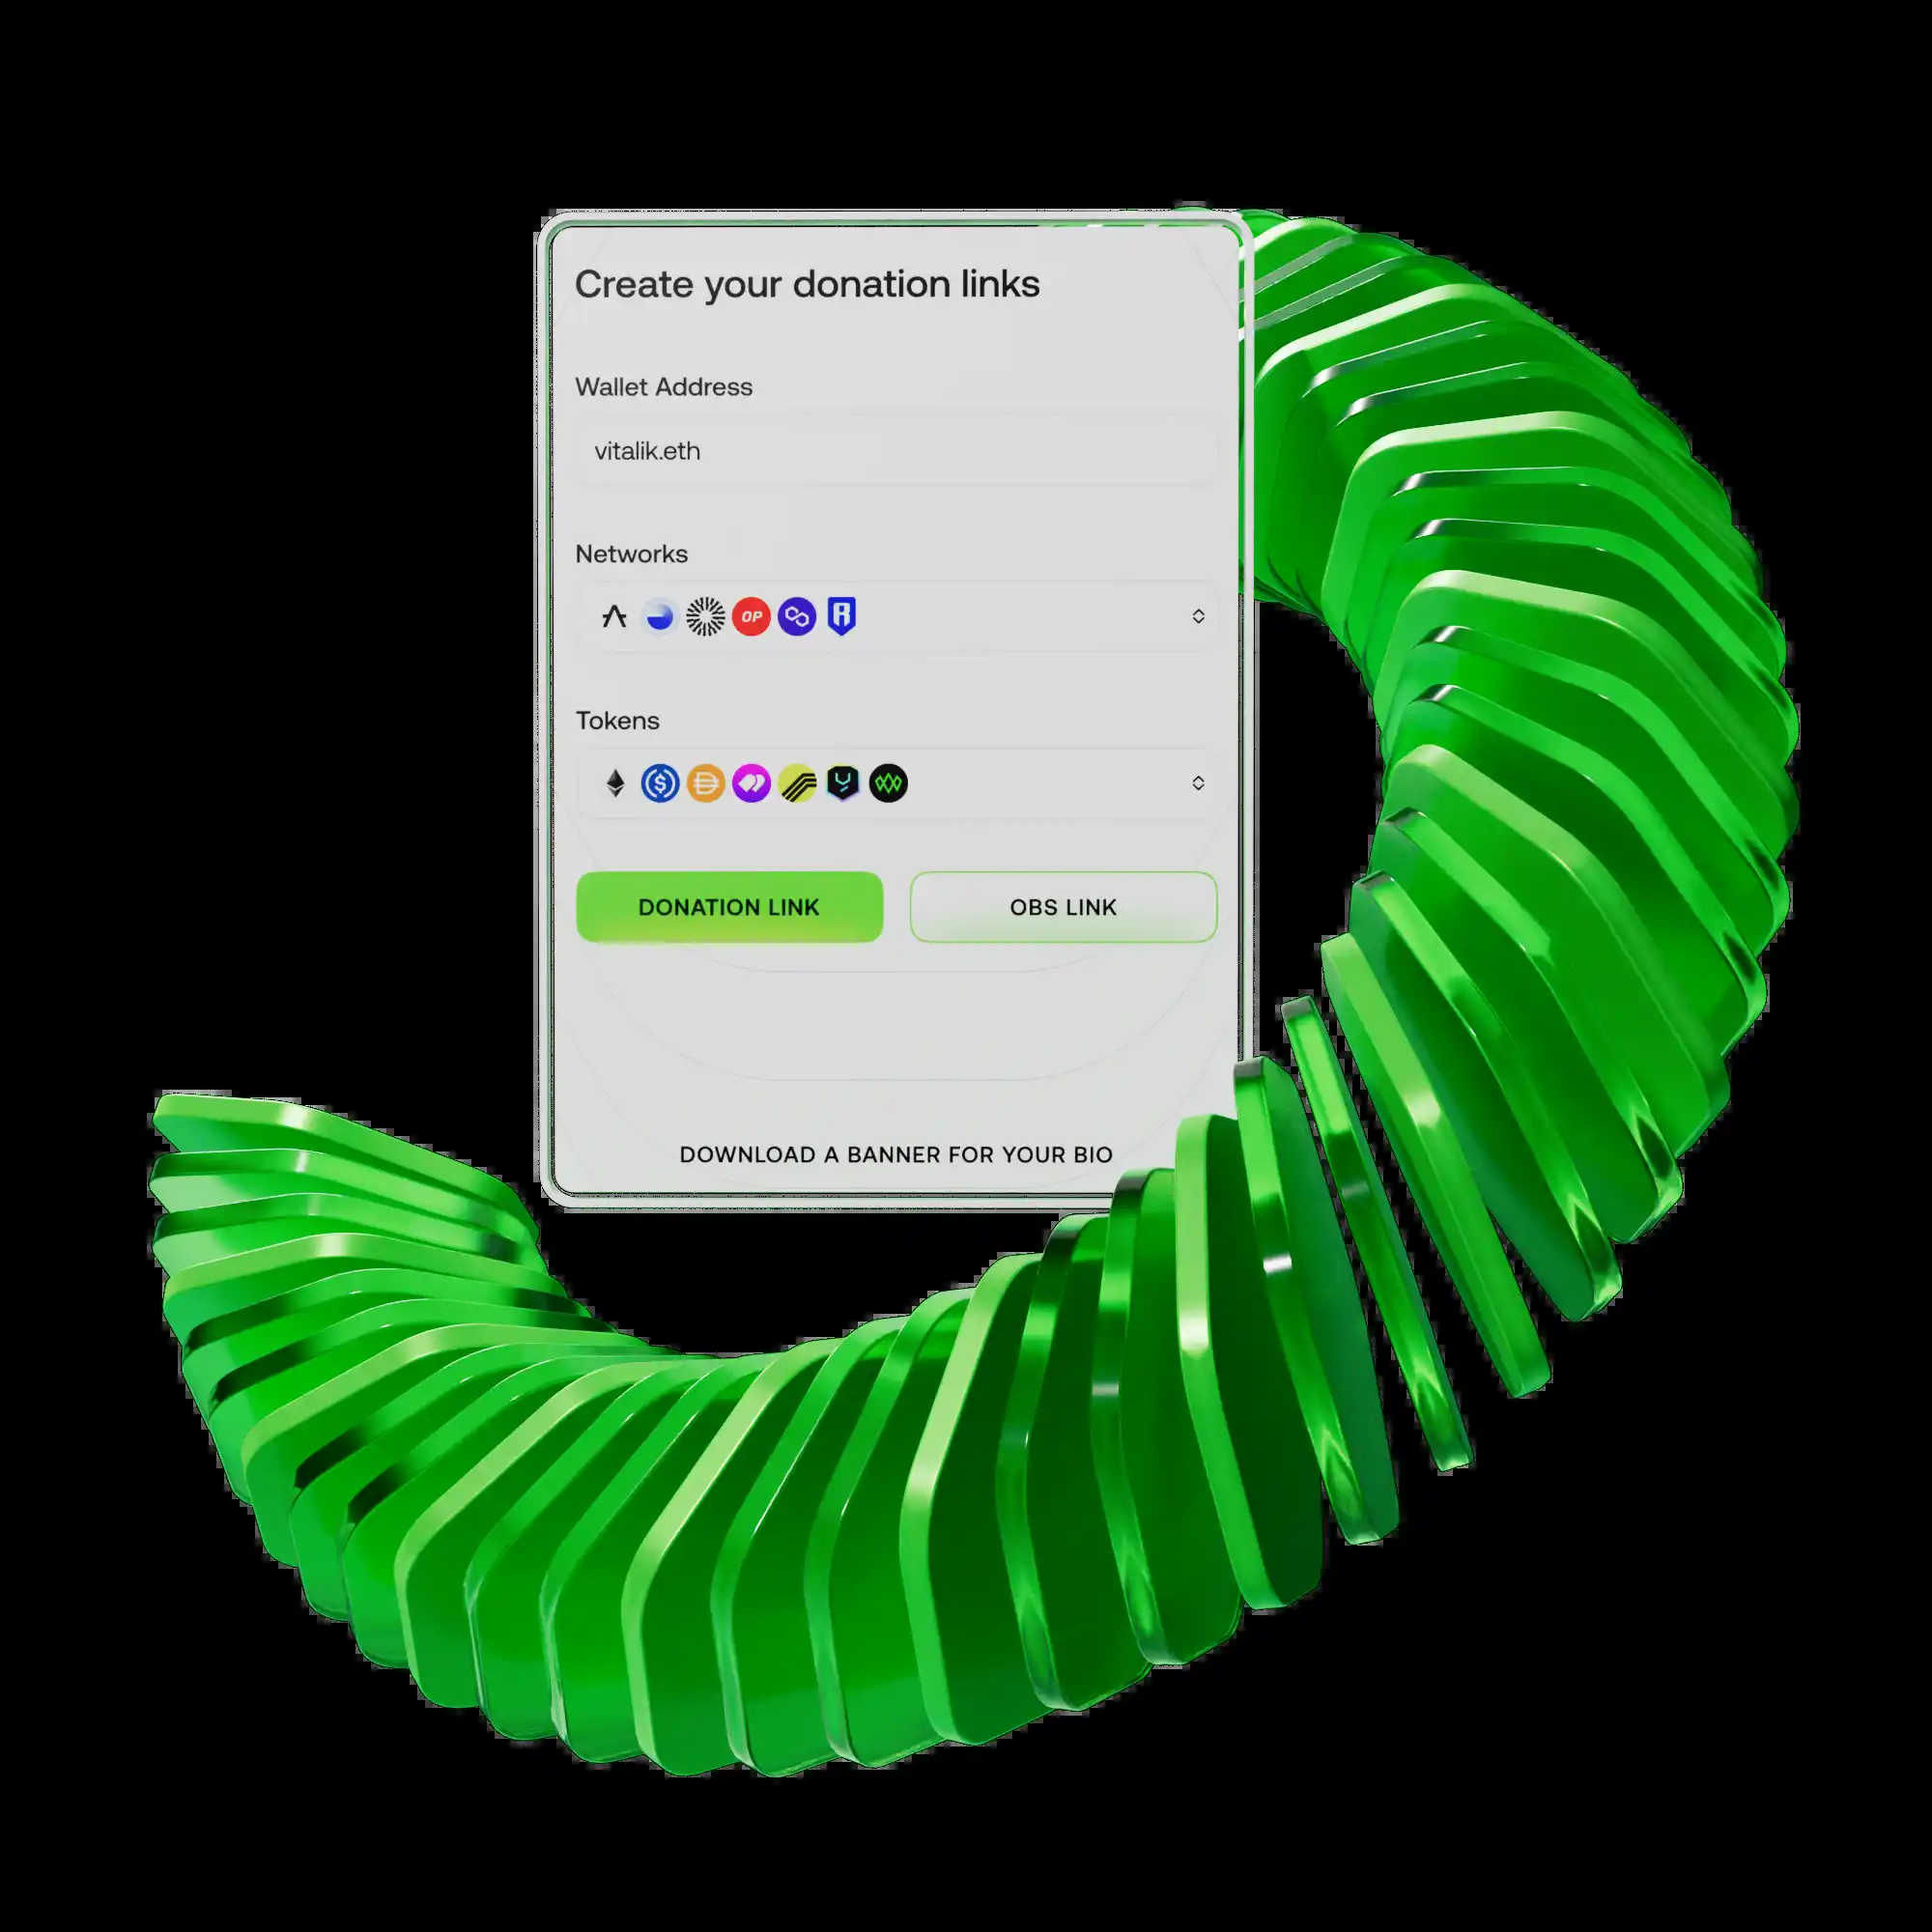 Create your donation links
Wallet Address
vitalik.eth
Networks
OP
Tokens
DONATION LINK
OBS LINK
DOWNLOAD A BANNER FOR YOUR BIO